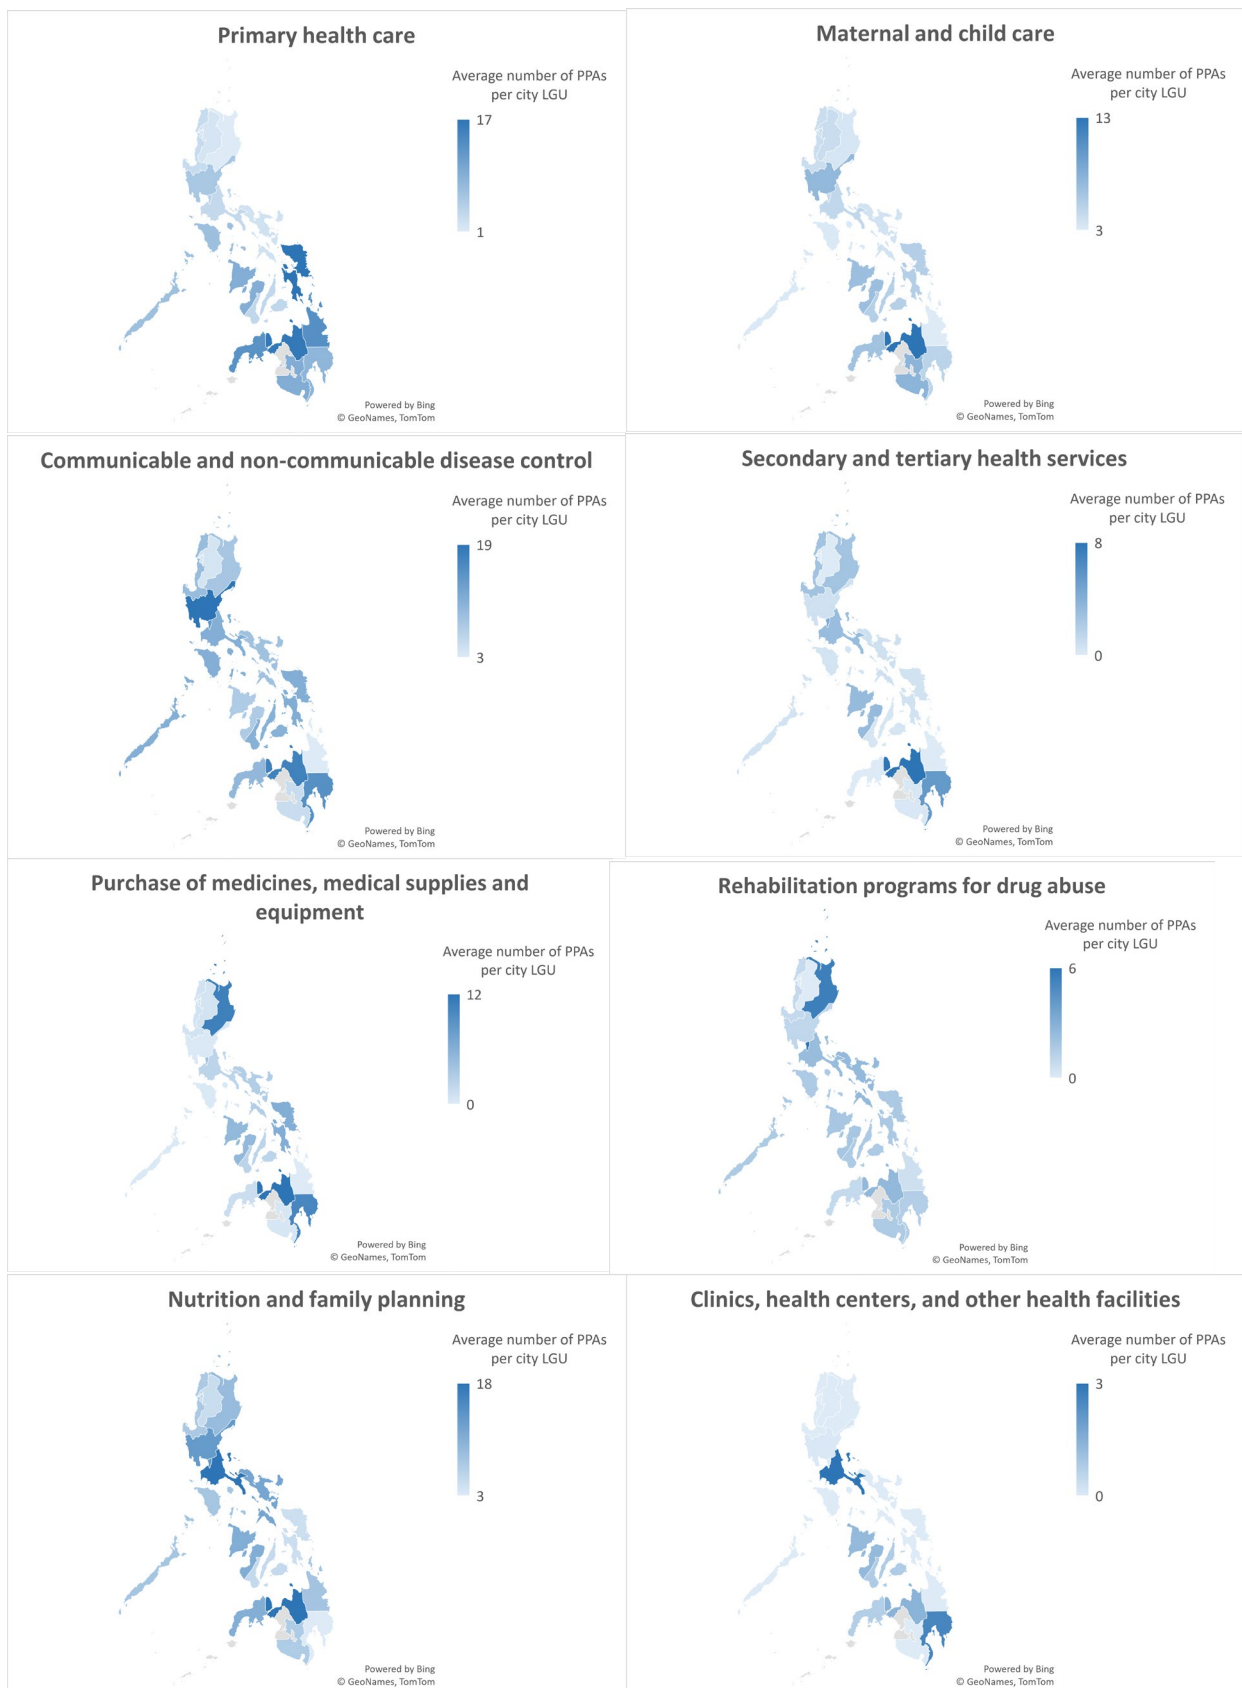 Primary health care
Average number of PPAs
per city LGU
17
1
Powered by Bing
© GeoNames, TomTom
Maternal and child care
Average number of PPAs
per city LGU
13
3
Powered by Bing
© GeoNames, TomTom
Communicable and non-communicable disease control
Average number of PPAs
per city LGU
19
3
Powered by Bing
© GeoNames, TomTom
Secondary and tertiary health services
Average number of PPAs
per city LGU
8
0
Powered by Bing
© GeoNames, TomTom
Purchase of medicines, medical supplies and
equipment
Average number of PPAs
per city LGU
12
0
Powered by Bing
© GeoNames, TomTom
Rehabilitation programs for drug abuse
Average number of PPAs
per city LGU
6
0
Powered by Bing
© GeoNames, TomTom
Nutrition and family planning
Average number of PPAs
per city LGU
18
3
Powered by Bing
© GeoNames, TomTom
Clinics, health centers, and other health facilities
Average number of PPAs
per city LGU
3
0
Powered by Bing
© GeoNames, TomTom